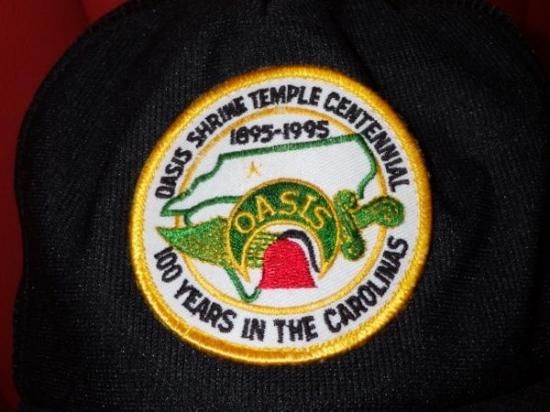 OASIS SHRINE TEMPLE CENTENNIAL
1895-1995
OASIS
100 YEARS IN THE CAROLINAS